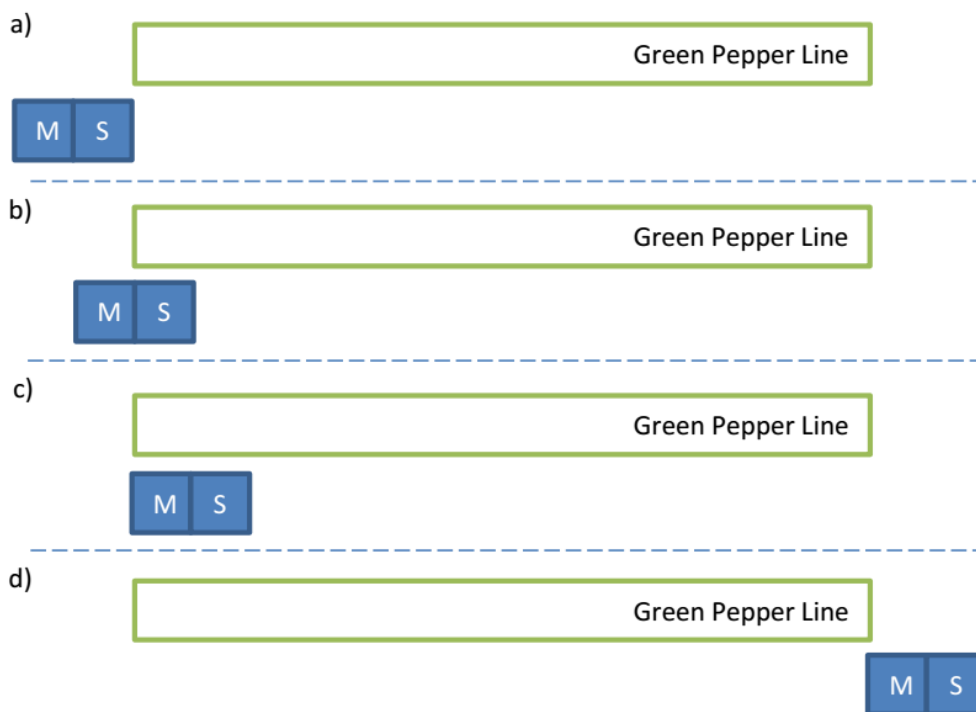 a)
Green Pepper Line
M S
b)
Green Pepper Line
M S
c)
Green Pepper Line
M S
d)
Green Pepper Line
M S